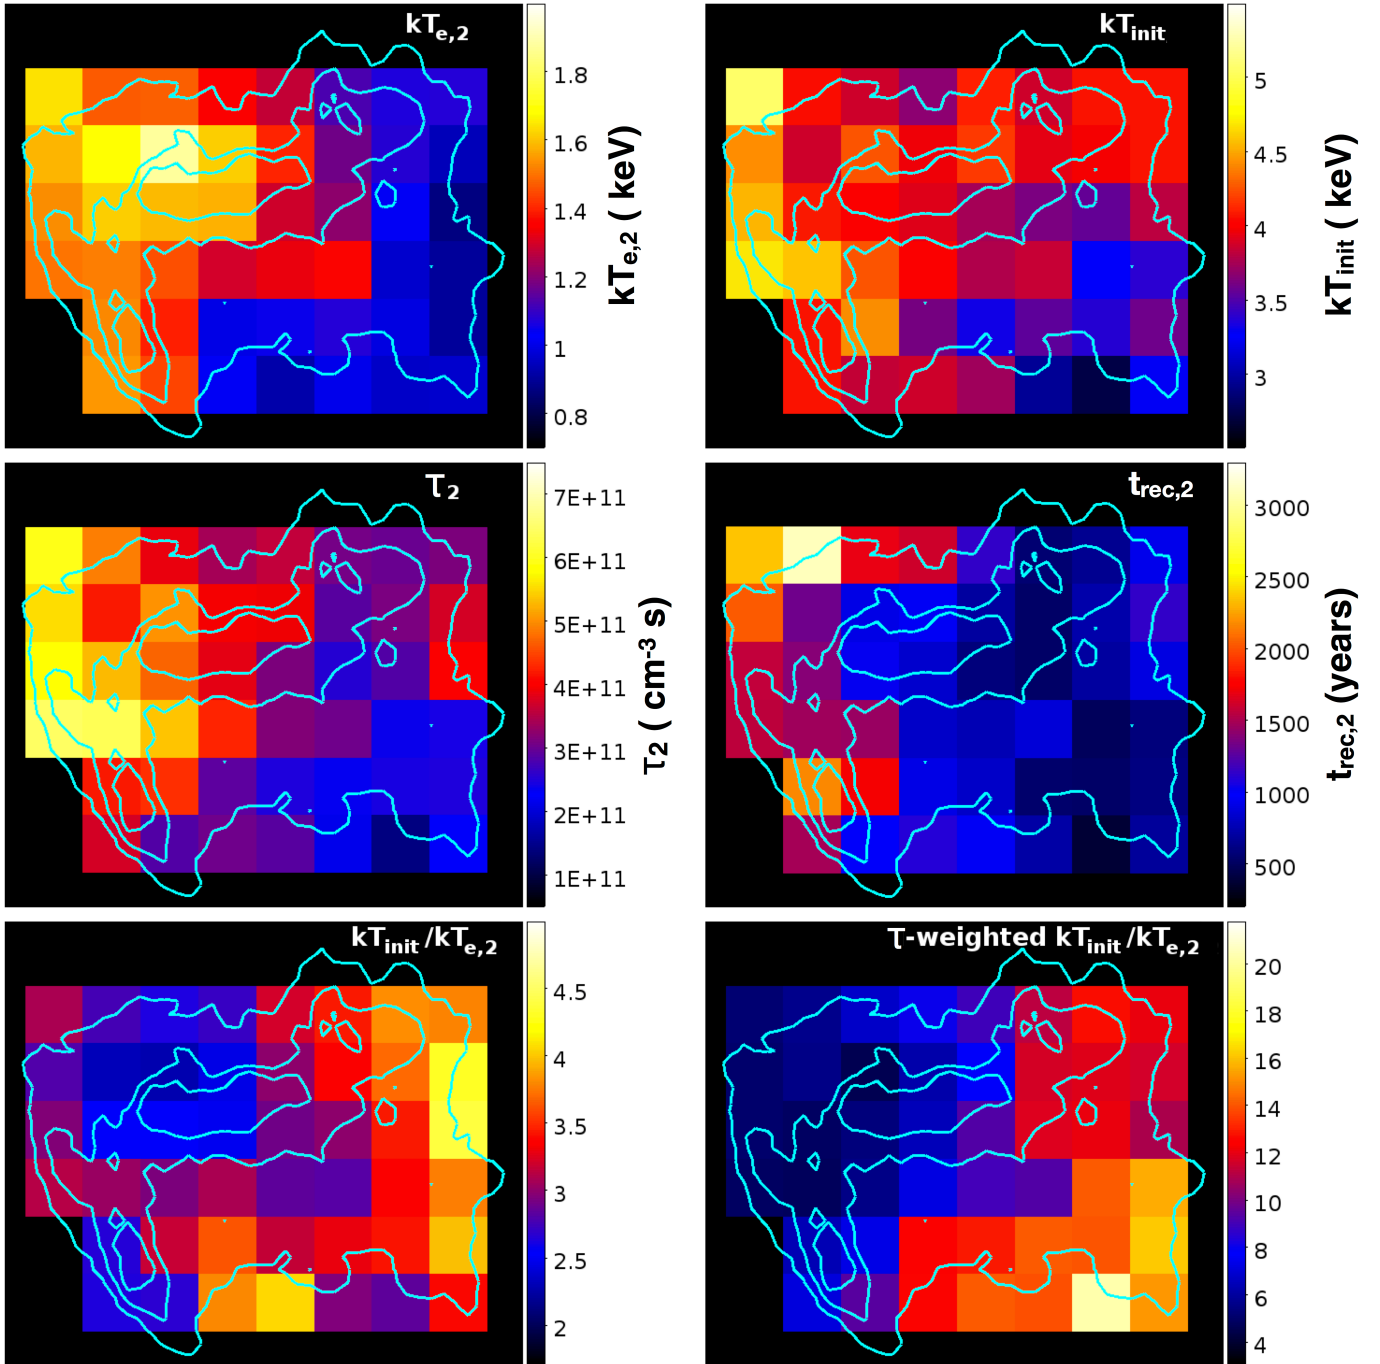 kTe,2
1.8
1.6
1.4
1.2
1
0.8
kTe,2 ( keV)
kTinit
5
4.5
4
3.5
3
kTinit ( keV)
τ2
7E+11
6E+11
5E+11
4E+11
3E+11
2E+11
1E+11
τ2 ( cm-3 s)
trec,2
3000
2500
2000
1500
1000
500
trec,2 (years)
kTinit /kTe,2
4.5
4
3.5
3
2.5
2
τ-weighted kTinit/kTe,2
20
18
16
14
12
10
8
6
4